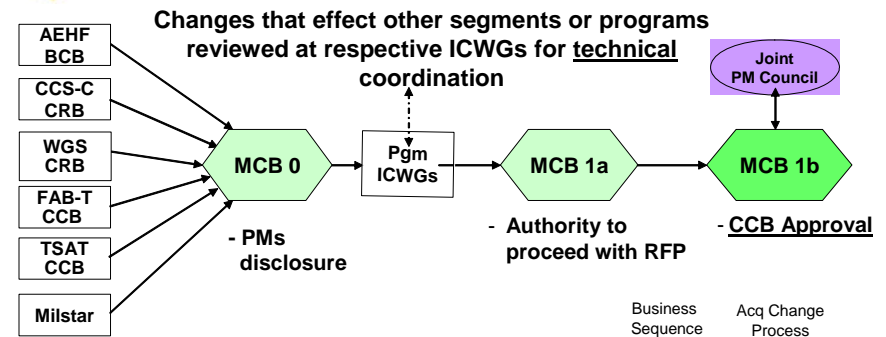 Changes that effect other segments or programs
reviewed at respective ICWGs for technical
coordination
AEHF
BCB
CCS-C
CRB
WGS
CRB
FAB-T
CCB
TSAT
CCB
Milstar
MCB 0
- PMs
disclosure
Pgm
ICWGs
MCB 1a
- Authority to
proceed with RFP
Joint
PM Council
MCB 1b
- CCB Approval
Business
Sequence
Acq Change
Process